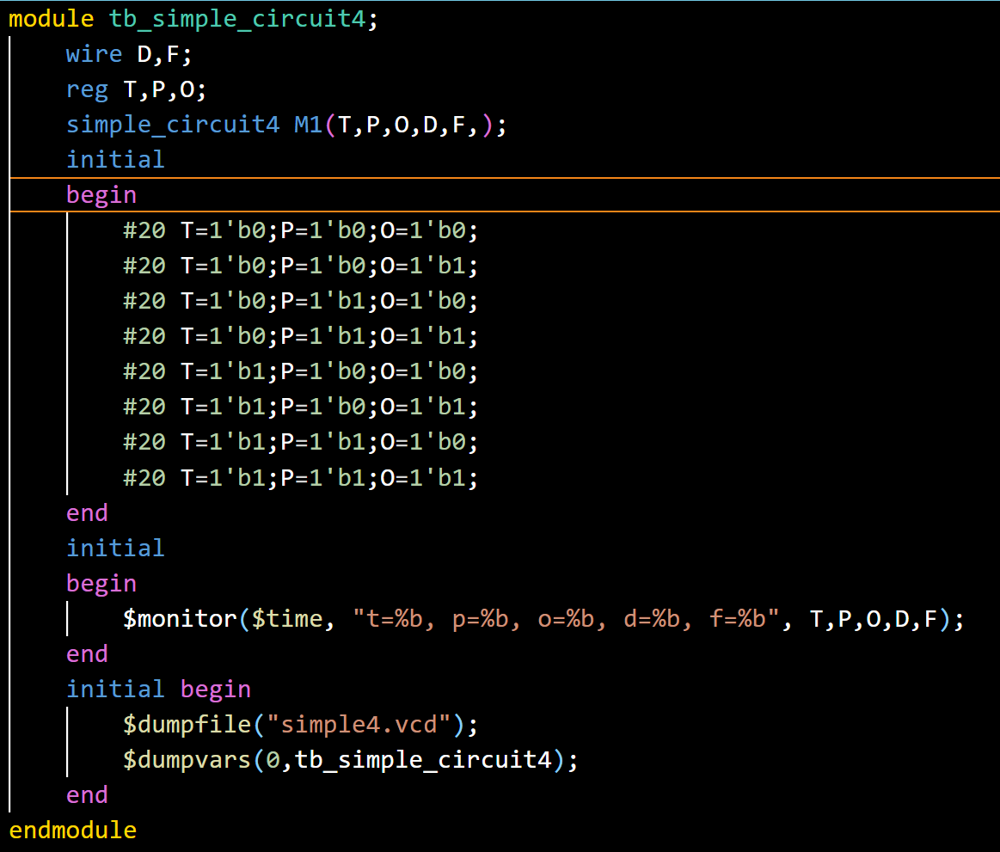 module tb_simple_circuit4;
    wire D,F;
    reg T,P,O;
    simple_circuit4 M1(T,P,O,D,F,);
    initial
    begin
        #20 T=1'b0;P=1'b0;O=1'b0;
        #20 T=1'b0;P=1'b0;O=1'b1;
        #20 T=1'b0;P=1'b1;O=1'b0;
        #20 T=1'b0;P=1'b1;O=1'b1;
        #20 T=1'b1;P=1'b0;O=1'b0;
        #20 T=1'b1;P=1'b0;O=1'b1;
        #20 T=1'b1;P=1'b1;O=1'b0;
        #20 T=1'b1;P=1'b1;O=1'b1;
    end
    initial
    begin
        $monitor($time, "t=%b, p=%b, o=%b, d=%b, f=%b", T,P,O,D,F);
    end
    initial begin
        $dumpfile("simple4.vcd");
        $dumpvars(0,tb_simple_circuit4);
    end
endmodule